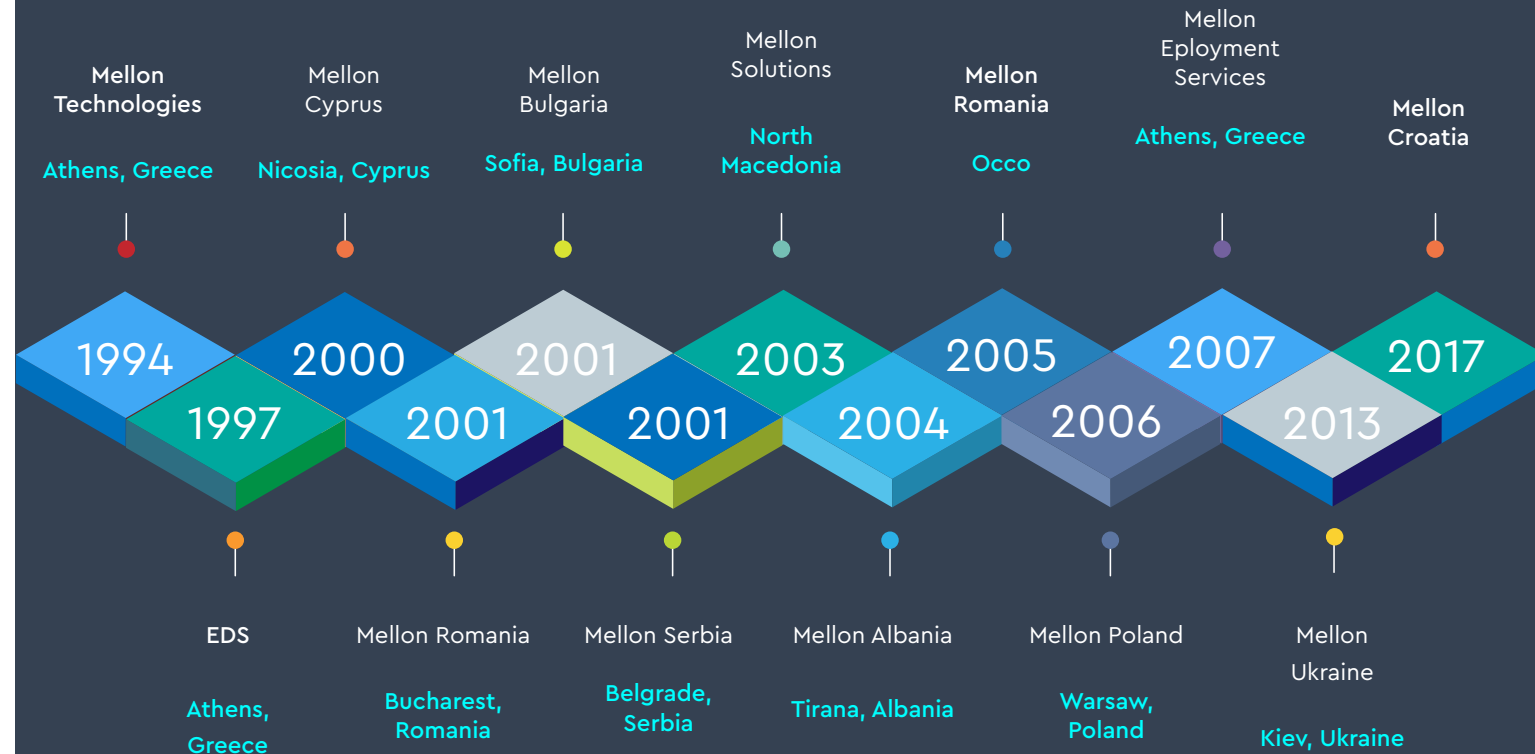 Mellon
Technologies
Athens, Greece
Mellon
Cyprus
Nicosia, Cyprus
Mellon
Bulgaria
Sofia, Bulgaria
Mellon
Solutions
North
Macedonia
Mellon
Romania
Occo
Mellon
Eployment
Services
Athens, Greece
Mellon
Croatia
1994
2000
2001
2003
2005
2007
2017
1997
2001
2001
2004
2006
2013
EDS
Athens,
Greece
Mellon Romania
Bucharest,
Romania
Mellon Serbia
Belgrade,
Serbia
Mellon Albania
Tirana, Albania
Mellon Poland
Warsaw,
Poland
Mellon
Ukraine
Kiev, Ukraine